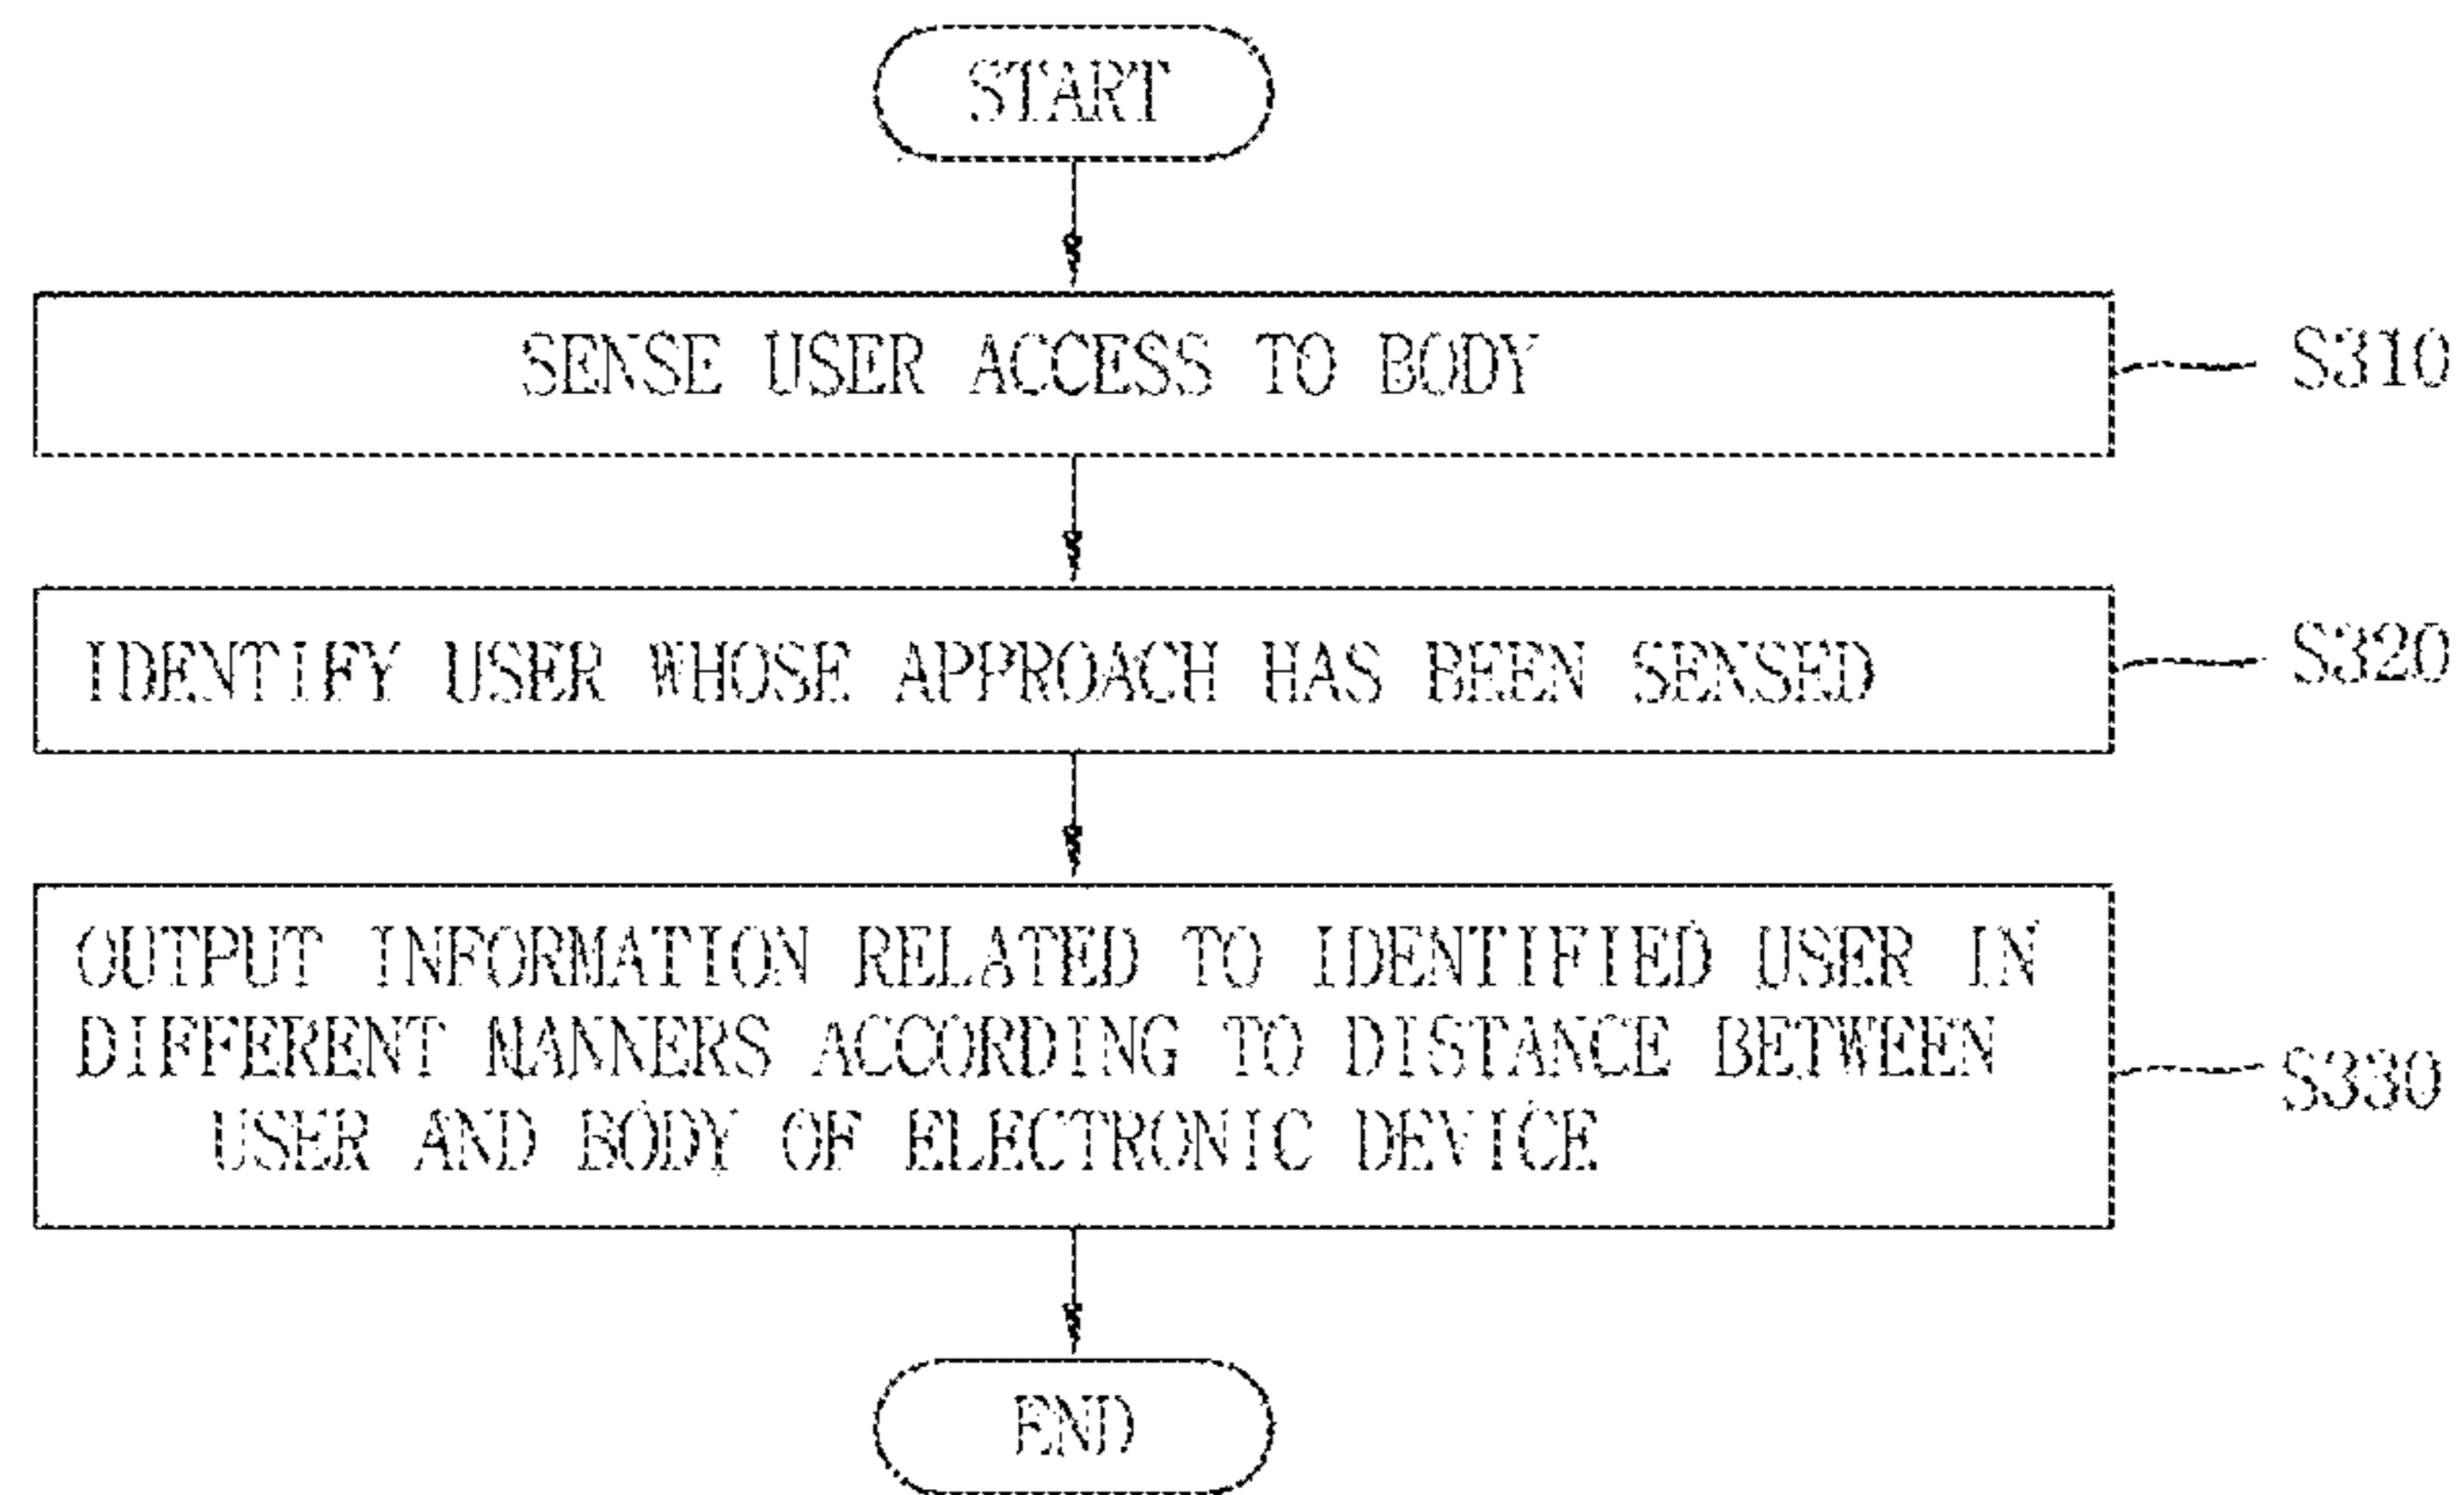 START
SENSE USER ACCESS TO BODY
S310
IDENTIFY USER WHOSE APPROACH HAS BEEN SENSED
S320
OUTPUT INFORMATION RELATED TO IDENTIFIED USER IN
DIFFERENT MANNERS ACCORDING TO DISTANCE BETWEEN
USER AND BODY OF ELECTRONIC DEVICE
S330
END